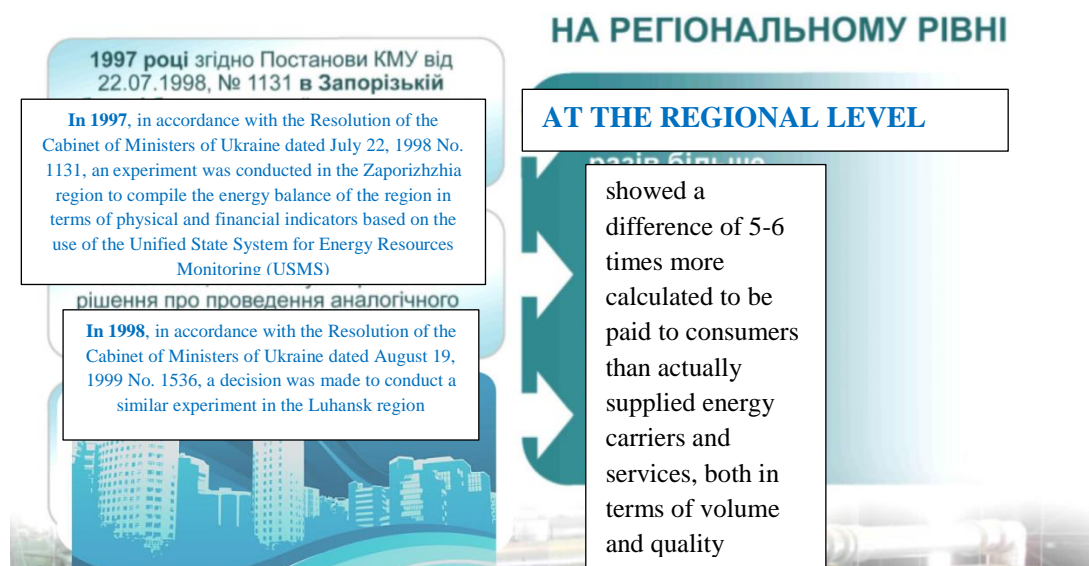 НА РЕГІОНАЛЬНОМУ РІВНІ
1997 році згідно Постанови КМУ від
22.07.1998, № 1131 в Запорізькій
In 1997, in accordance with the Resolution of the
Cabinet of Ministers of Ukraine dated July 22, 1998 No.
1131, an experiment was conducted in the Zaporizhzhia
region to compile the energy balance of the region in
terms of physical and financial indicators based on the
use of the Unified State System for Energy Resources
Monitoring (USMS)
рішення про проведення аналогічного
In 1998, in accordance with the Resolution of the
Cabinet of Ministers of Ukraine dated August 19,
1999 No. 1536, a decision was made to conduct a
similar experiment in the Luhansk region
AT THE REGIONAL LEVEL
разів більше
showed a
difference of 5-6
times more
calculated to be
paid to consumers
than actually
supplied energy
carriers and
services, both in
terms of volume
and quality